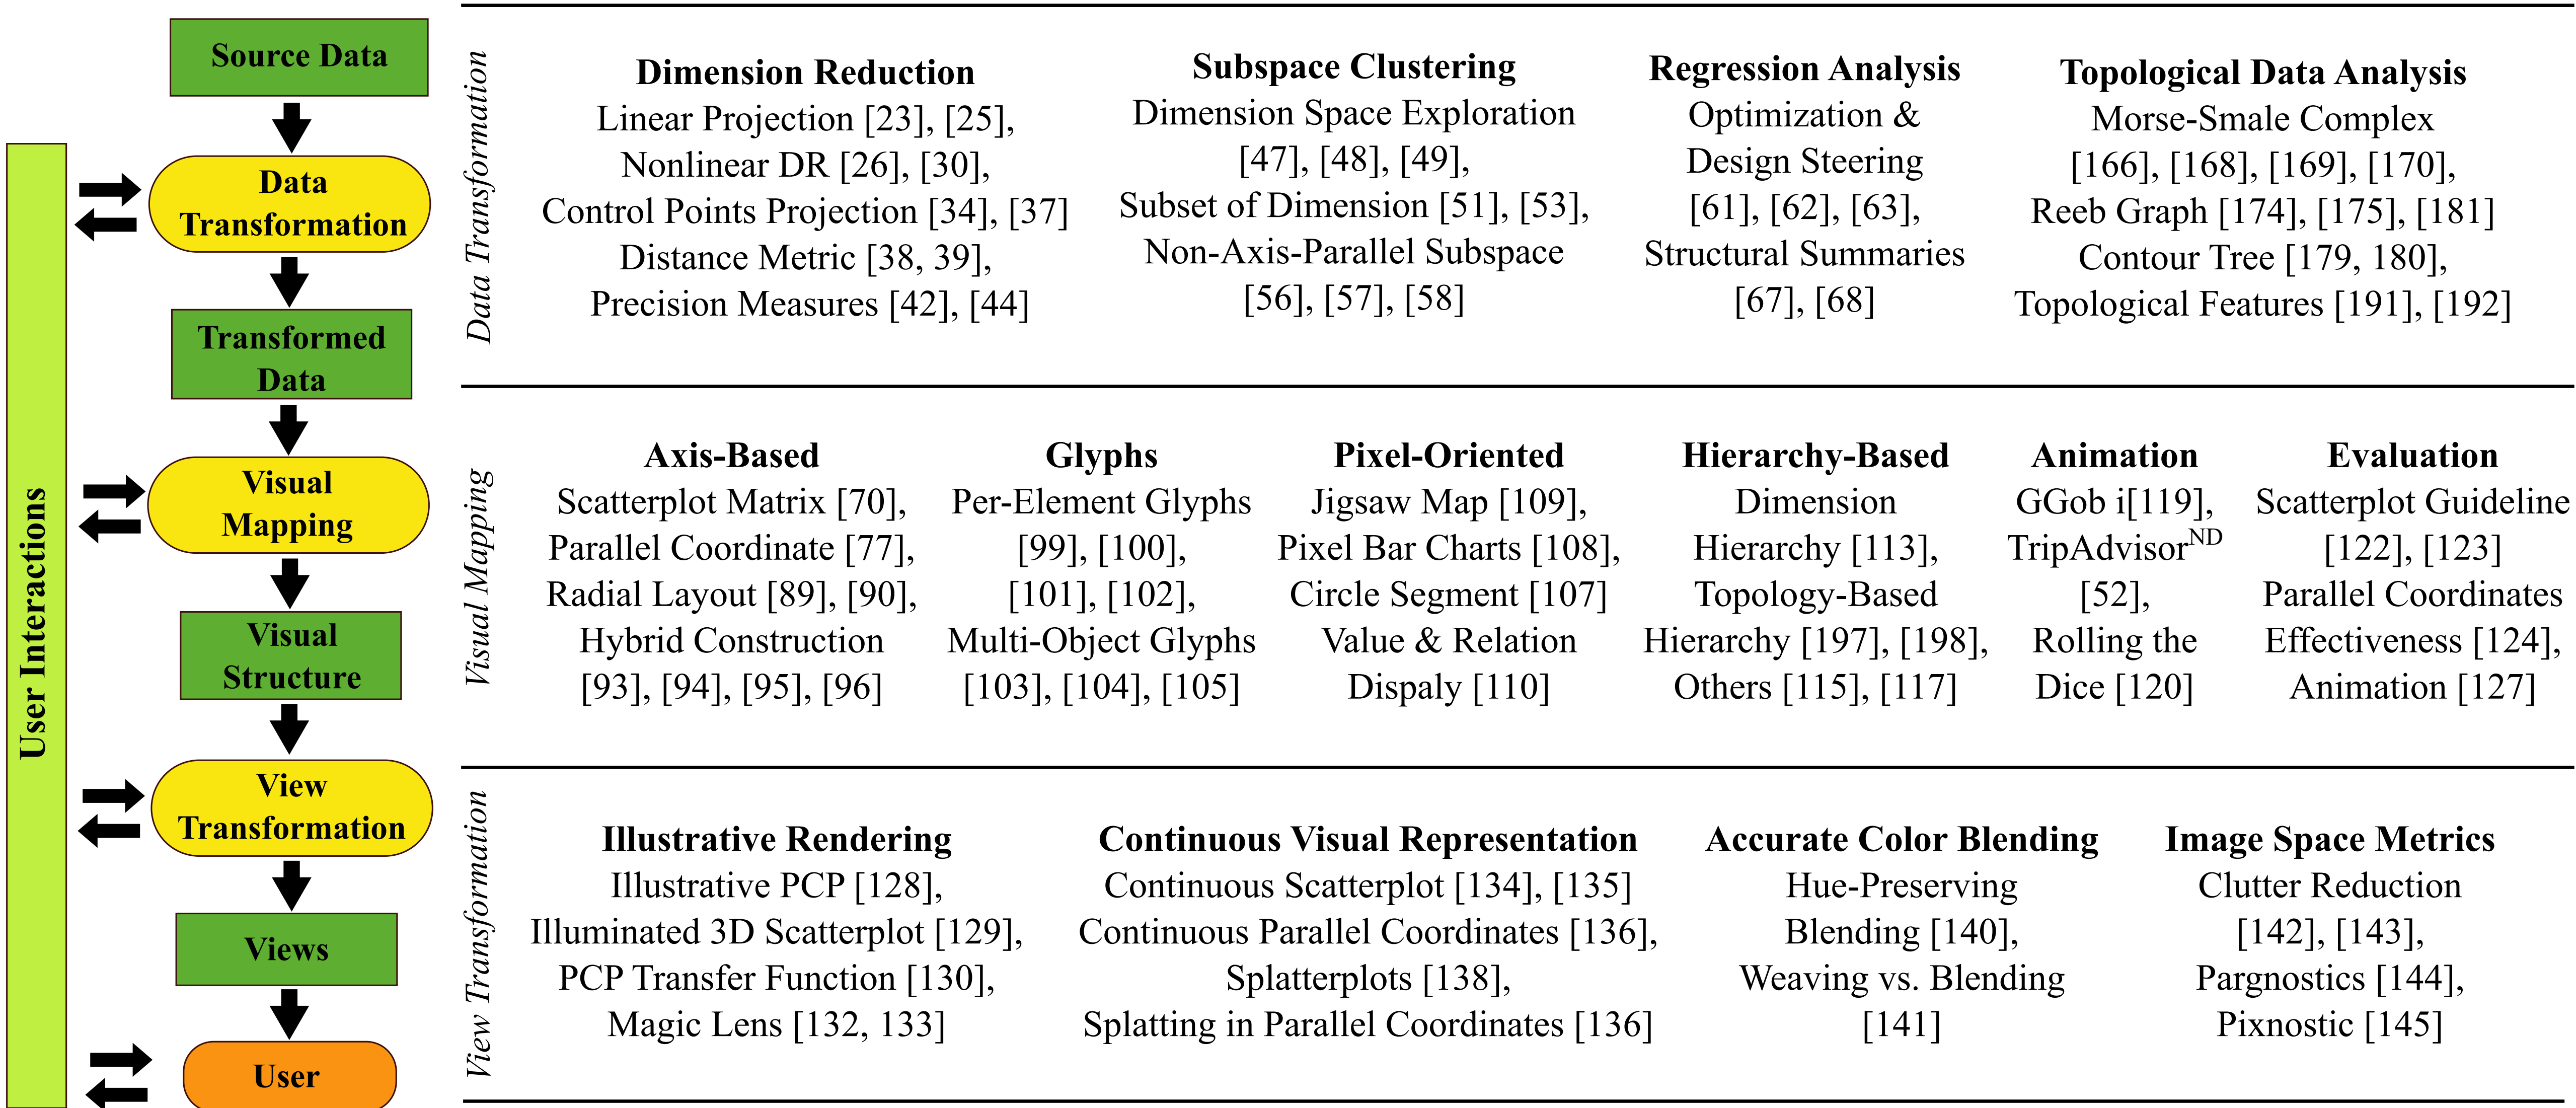 Source Data
Data
Transformation
Transformed
Data
Visual
Mapping
Visual
Structure
View
Transformation
Views
User
User Interactions
Data Transformation
Dimension Reduction
Linear Projection [23], [25],
Nonlinear DR [26], [30],
Control Points Projection [34], [37]
Distance Metric [38, 39],
Precision Measures [42], [44]
Subspace Clustering
Dimension Space Exploration
[47], [48], [49],
Subset of Dimension [51], [53],
Non-Axis-Parallel Subspace
[56], [57], [58]
Regression Analysis
Optimization &
Design Steering
[61], [62], [63],
Structural Summaries
[67], [68]
Topological Data Analysis
Morse-Smale Complex
[166], [168], [169], [170],
Reeb Graph [174], [175], [181]
Contour Tree [179, 180],
Topological Features [191], [192]
Visual Mapping
Axis-Based
Scatterplot Matrix [70],
Parallel Coordinate [77],
Radial Layout [89], [90],
Hybrid Construction
[93], [94], [95], [96]
Glyphs
Per-Element Glyphs
[99], [100],
[101], [102],
Multi-Object Glyphs
[103], [104], [105]
Pixel-Oriented
Jigsaw Map [109],
Pixel Bar Charts [108],
Circle Segment [107]
Value & Relation
Dispaly [110]
Hierarchy-Based
Dimension
Hierarchy [113],
Topology-Based
Hierarchy [197], [198],
Others [115], [117]
Animation
GGob i[119],
TripAdvisorND
[52],
Rolling the
Dice [120]
Evaluation
Scatterplot Guideline
[122], [123]
Parallel Coordinates
Effectiveness [124],
Animation [127]
View Transformation
Illustrative Rendering
Illustrative PCP [128],
Illuminated 3D Scatterplot [129],
PCP Transfer Function [130],
Magic Lens [132, 133]
Continuous Visual Representation
Continuous Scatterplot [134], [135]
Continuous Parallel Coordinates [136],
Splatterplots [138],
Splatting in Parallel Coordinates [136]
Accurate Color Blending
Hue-Preserving
Blending [140],
Weaving vs. Blending
[141]
Image Space Metrics
Clutter Reduction
[142], [143],
Pargnostics [144],
Pixnostic [145]